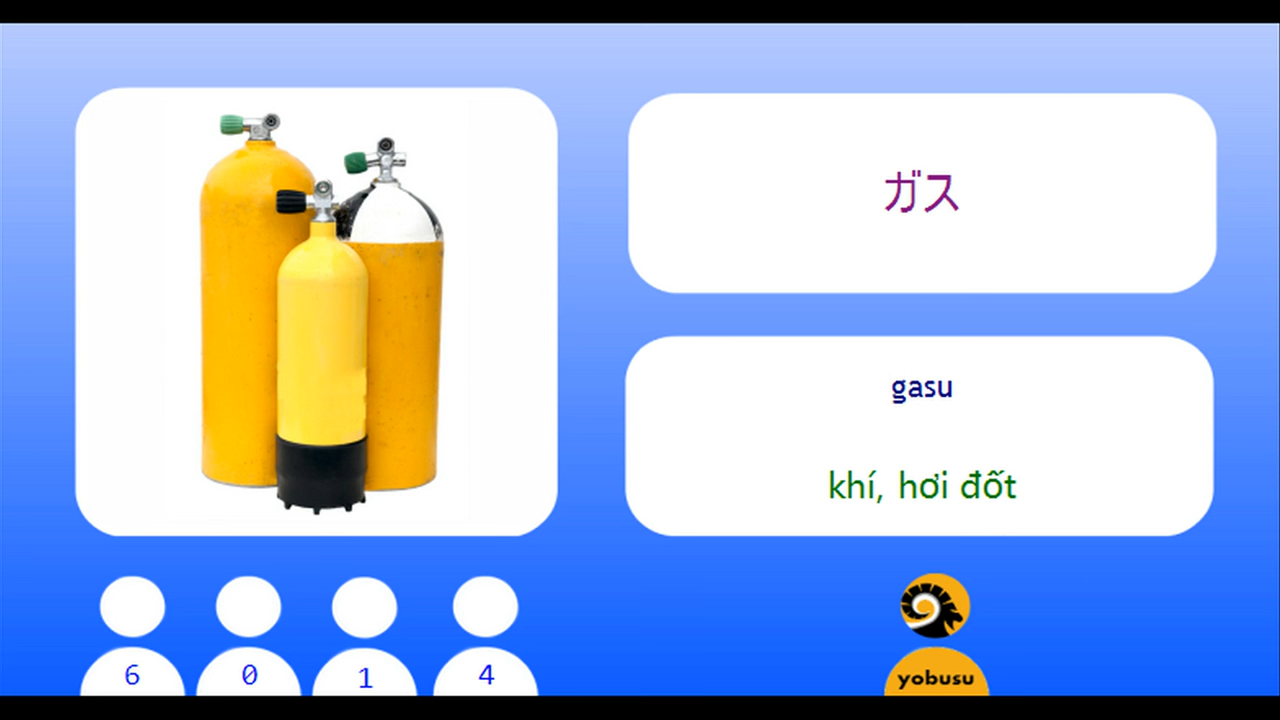 ガス
gasu
khí, hơi đốt
6 0 1 4
yobusu